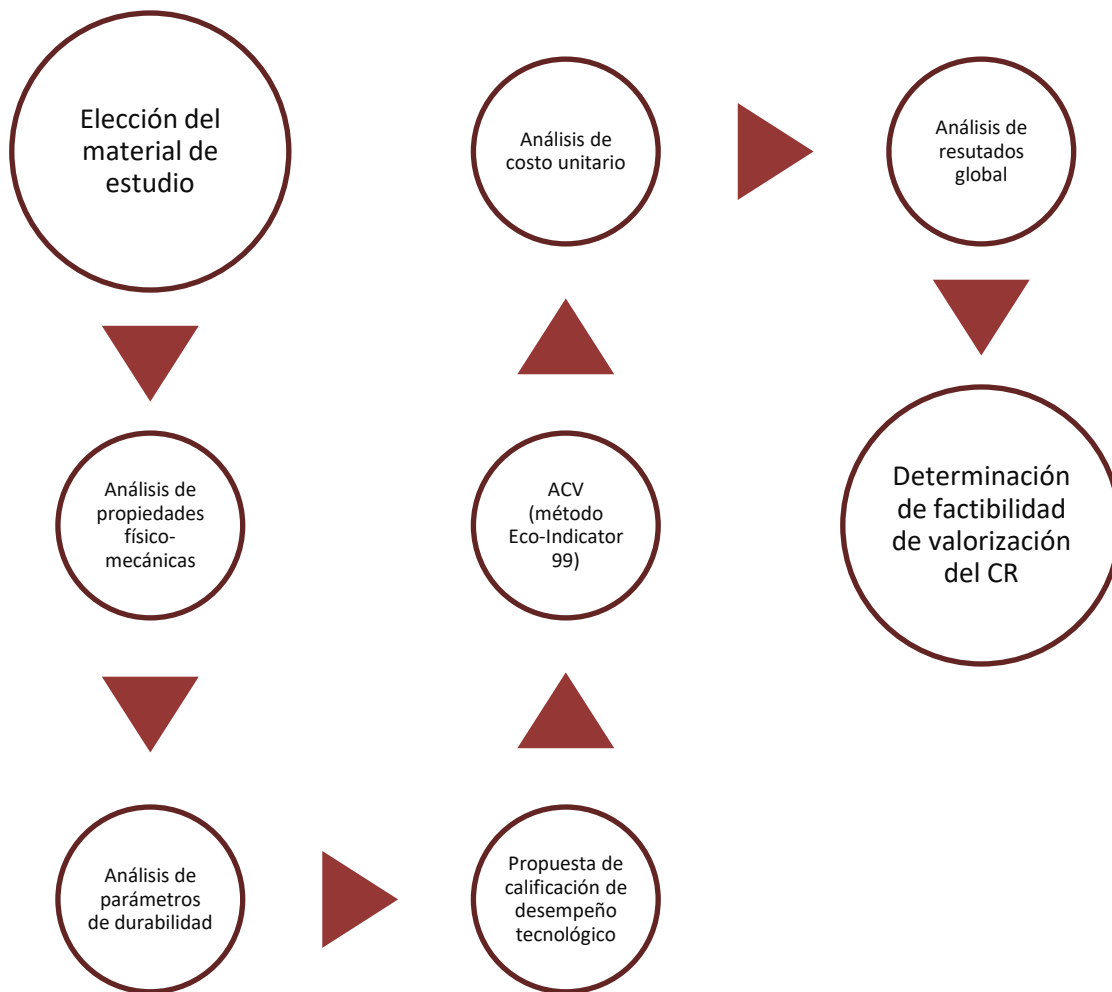 Elección del
material de
estudio
Análisis de
propiedades
físico-
mecánicas
Análisis de
parámetros
de durabilidad
Propuesta de
calificación de
desempeño
tecnológico
ACV
(método
Eco-Indicator
99)
Análisis de
costo unitario
Análisis de
resutados
global
Determinación
de factibilidad
de valorización
del CR